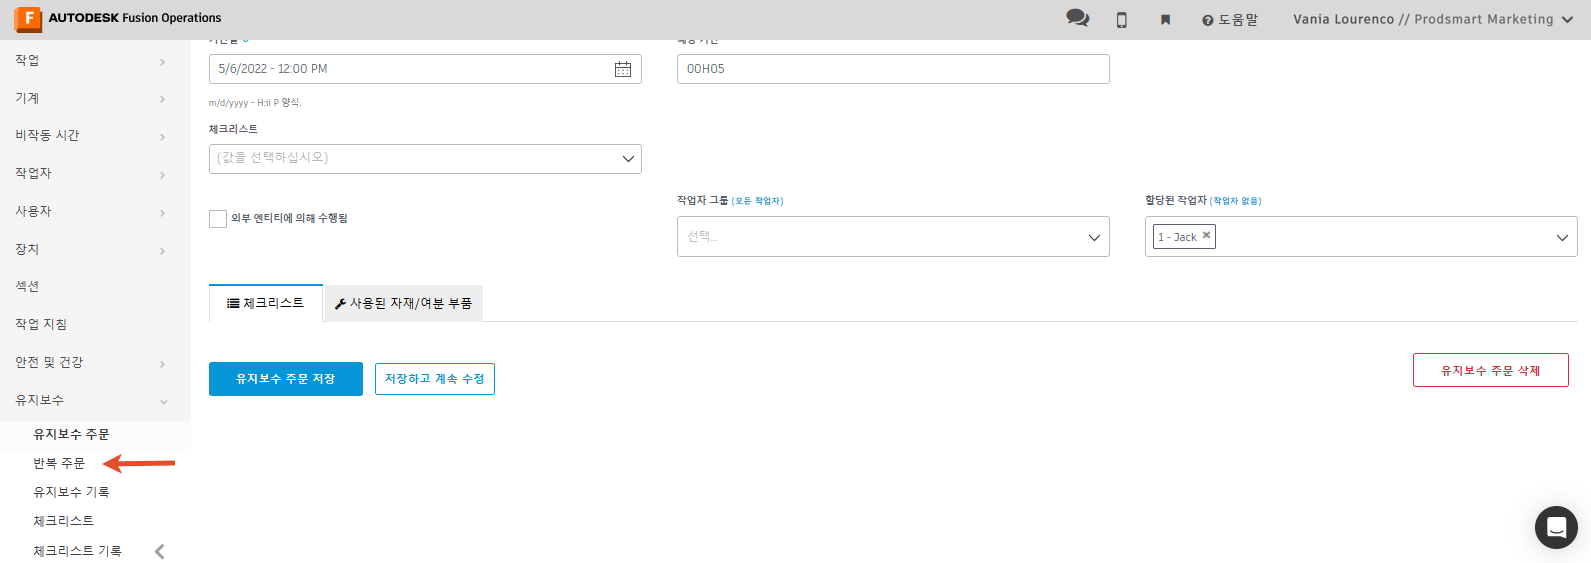 AUTODESK Fusion Operations
도움말
Vania Lourenco // Prodsmart Marketing
작업
기계
비작동 시간
작업자
사용자
장치
섹션
작업 지침
안전 및 건강
유지보수
유지보수 주문
반복 주문
유지보수 기록
체크리스트
체크리스트 기록
5/6/2022 - 12:00 PM
00H05
m/d/yyyy - H:ii P 양식.
체크리스트
(값을 선택하십시오)
외부 엔티티에 의해 수행됨
작업자 그룹 (모든 작업자)
선택...
할당된 작업자 (작업자 없음)
1 - Jack ×
체크리스트
사용된 자재/여분 부품
유지보수 주문 저장
저장하고 계속 수정
유지보수 주문 삭제